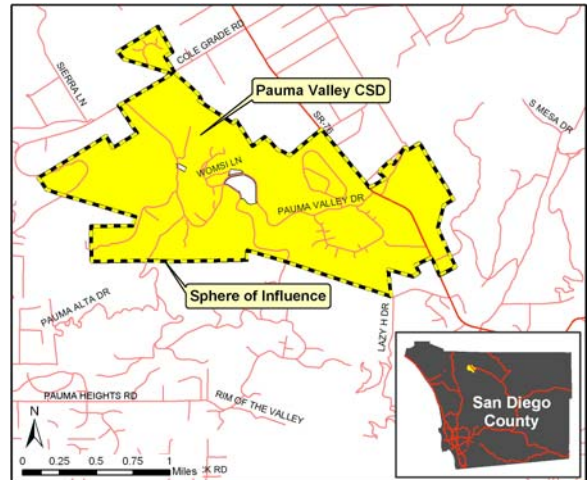 COLE GRADE RD
SIERRA LN
Pauma Valley CSD
SR-76
S MESA DR
WOMSI LN
PAUMA VALLEY DR
Sphere of Influence
PAUMA ALTA DR
LAZY H DR
PAUMA HEIGHTS RD
RIM OF THE VALLEY
San Diego
County
N
0 0.25 0.5 0.75 1
Miles
CK RD